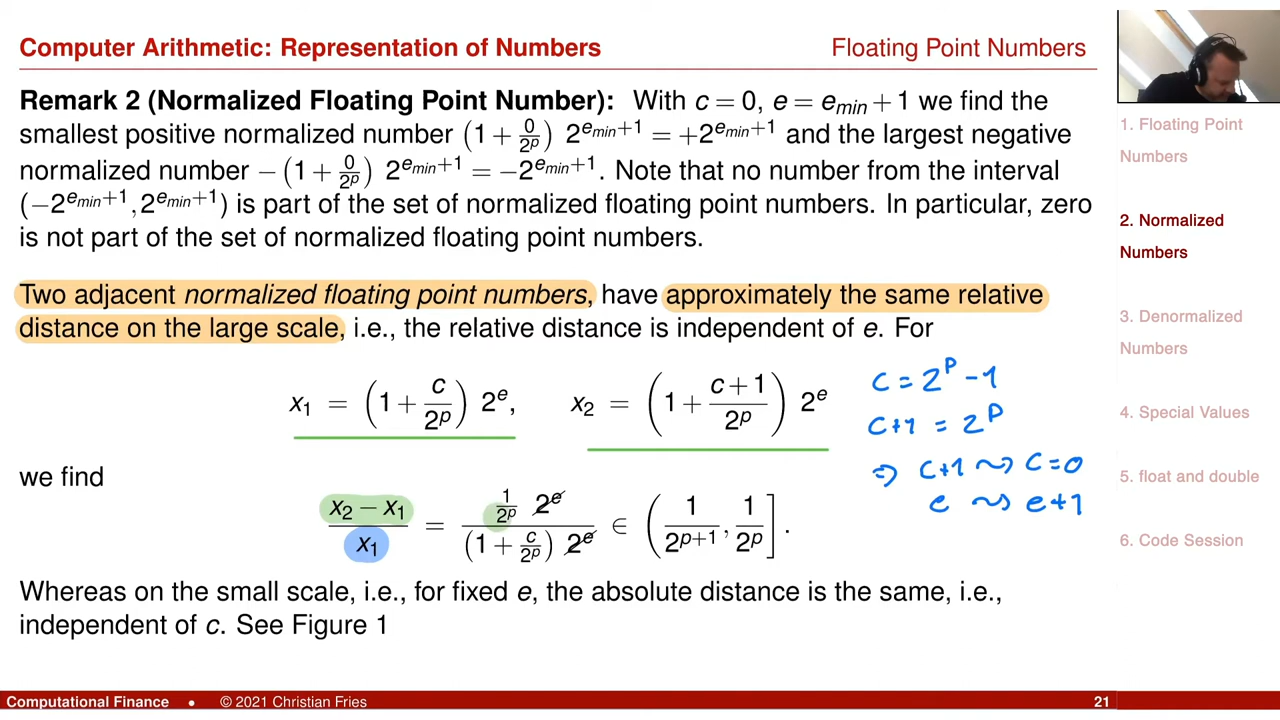 Computer Arithmetic: Representation of Numbers
Floating Point Numbers
Remark 2 (Normalized Floating Point Number): With c = 0, e = e_min + 1 we find the
smallest positive normalized number (1 + 0/2^p) 2^(e_min+1) = +2^(e_min+1) and the largest negative
normalized number − (1 + 0/2^p) 2^(e_min+1) = −2^(e_min+1). Note that no number from the interval
(−2^(e_min+1), 2^(e_min+1)) is part of the set of normalized floating point numbers. In particular, zero
is not part of the set of normalized floating point numbers.
Two adjacent normalized floating point numbers, have approximately the same relative
distance on the large scale, i.e., the relative distance is independent of e. For
x_1 = (1 + c/2^p) 2^e, x_2 = (1 + (c+1)/2^p) 2^e
c = 2^p - 1
c+1 = 2^p
⇒ c+1 ⤳ c=0
e ⤳ e+1
we find
(x_2 − x_1)/x_1 = (1/2^p 2^e)/((1 + c/2^p) 2^e) ∈ (1/2^(p+1), 1/2^p].
Whereas on the small scale, i.e., for fixed e, the absolute distance is the same, i.e.,
independent of c. See Figure 1
1. Floating Point
Numbers
2. Normalized
Numbers
3. Denormalized
Numbers
4. Special Values
5. float and double
6. Code Session
Computational Finance • © 2021 Christian Fries
21